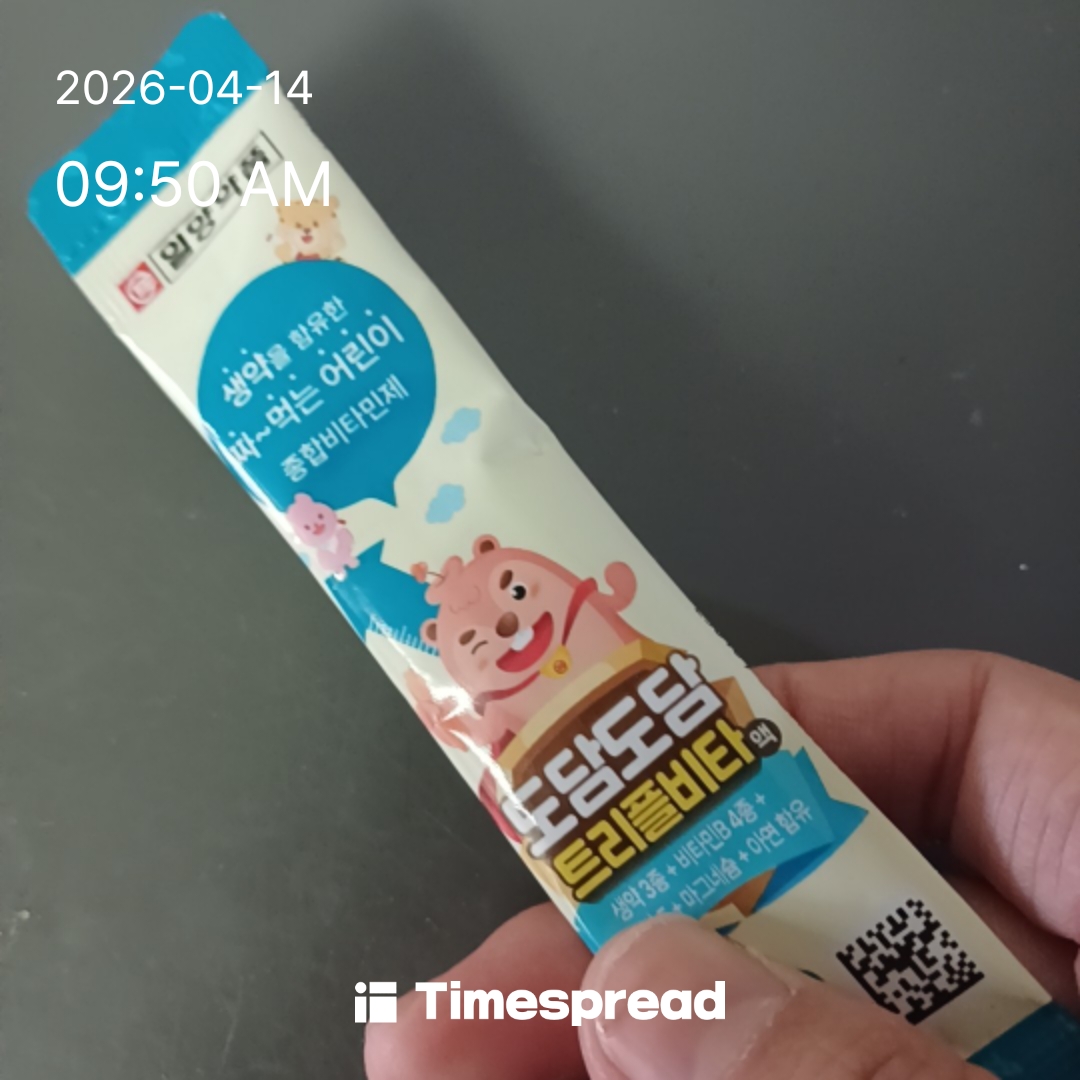 2026-04-14
09:50 AM
일양약품
생약을 함유한
짜~먹는 어린이
종합비타민제
도담도담
트리플비타액
생약 3종 + 비타민B 4종 +
+ 마그네슘 + 아연 함유
Timespread